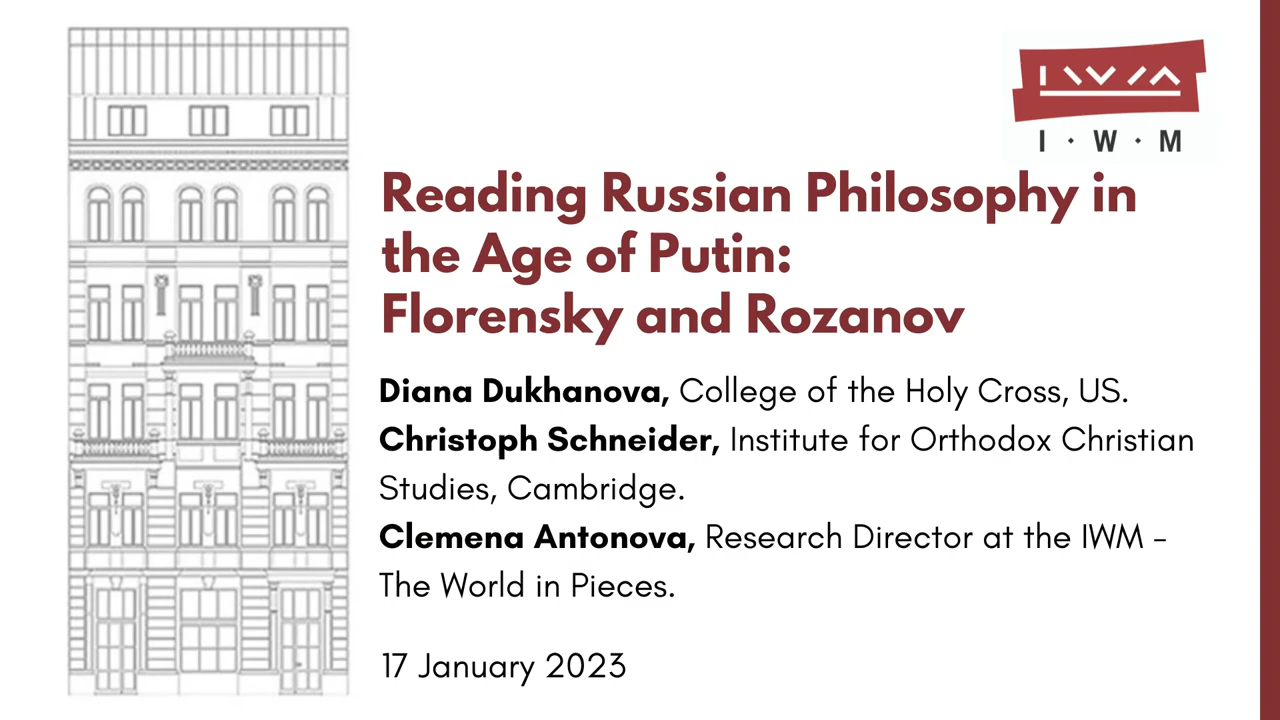 I · W · M
Reading Russian Philosophy in
the Age of Putin:
Florensky and Rozanov
Diana Dukhanova, College of the Holy Cross, US.
Christoph Schneider, Institute for Orthodox Christian
Studies, Cambridge.
Clemena Antonova, Research Director at the IWM –
The World in Pieces.
17 January 2023